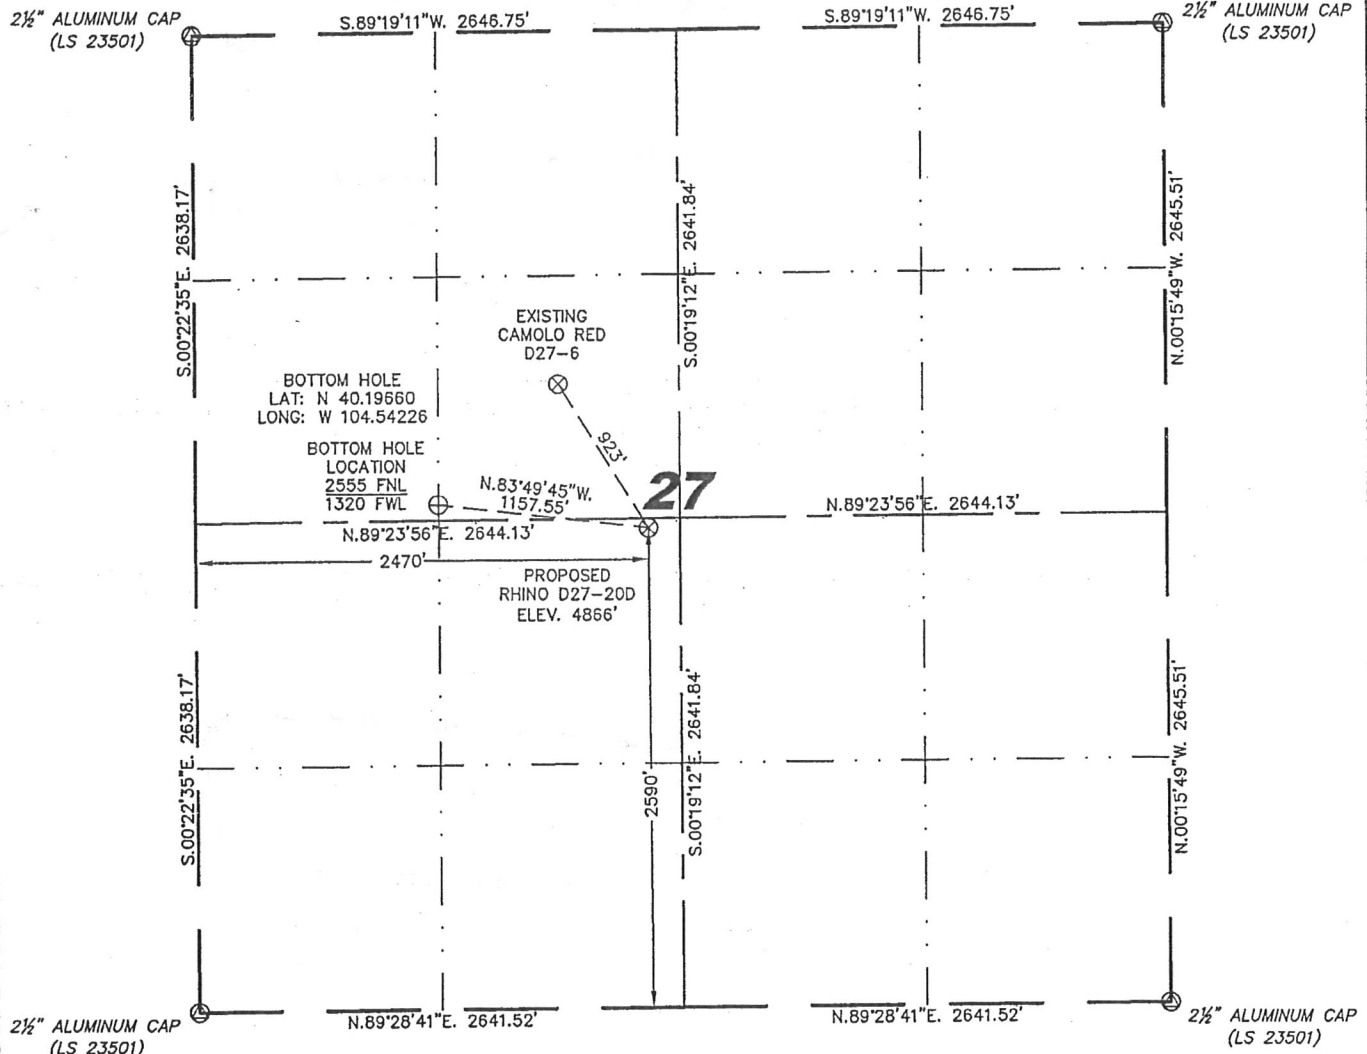 2½" ALUMINUM CAP
(LS 23501)
S.89°19'11"W. 2646.75'
S.89°19'11"W. 2646.75'
2½" ALUMINUM CAP
(LS 23501)
S.00°22'35"E. 2638.17'
S.00°19'12"E. 2641.84'
N.00°15'49"W. 2645.51'
EXISTING
CAMOLO RED
D27-6
BOTTOM HOLE
LAT: N 40.19660
LONG: W 104.54226
BOTTOM HOLE
LOCATION
2555 FNL
1320 FWL
923'
N.83°49'45"W.
1157.55'
27
N.89°23'56"E. 2644.13'
N.89°23'56"E. 2644.13'
2470'
PROPOSED
RHINO D27-20D
ELEV. 4866'
S.00°22'35"E. 2638.17'
2590'
S.00°19'12"E. 2641.84'
N.00°15'49"W. 2645.51'
2½" ALUMINUM CAP
(LS 23501)
N.89°28'41"E. 2641.52'
N.89°28'41"E. 2641.52'
2½" ALUMINUM CAP
(LS 23501)